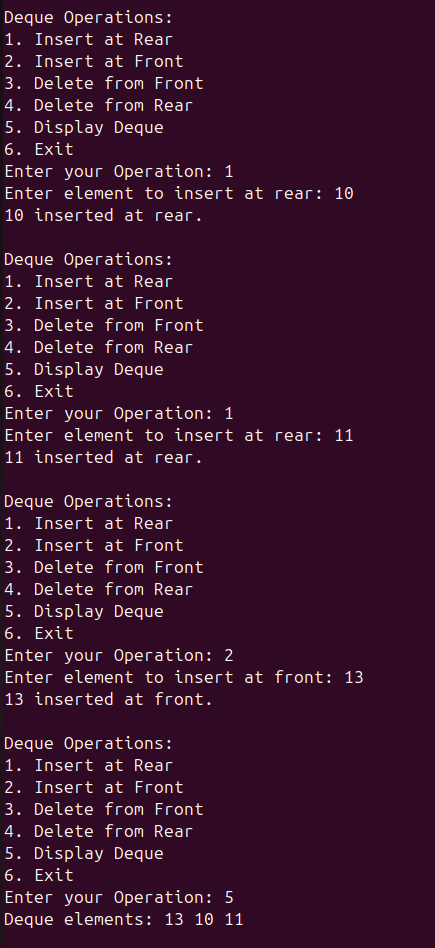 Deque Operations:
1. Insert at Rear
2. Insert at Front
3. Delete from Front
4. Delete from Rear
5. Display Deque
6. Exit
Enter your Operation: 1
Enter element to insert at rear: 10
10 inserted at rear.

Deque Operations:
1. Insert at Rear
2. Insert at Front
3. Delete from Front
4. Delete from Rear
5. Display Deque
6. Exit
Enter your Operation: 1
Enter element to insert at rear: 11
11 inserted at rear.

Deque Operations:
1. Insert at Rear
2. Insert at Front
3. Delete from Front
4. Delete from Rear
5. Display Deque
6. Exit
Enter your Operation: 2
Enter element to insert at front: 13
13 inserted at front.

Deque Operations:
1. Insert at Rear
2. Insert at Front
3. Delete from Front
4. Delete from Rear
5. Display Deque
6. Exit
Enter your Operation: 5
Deque elements: 13 10 11